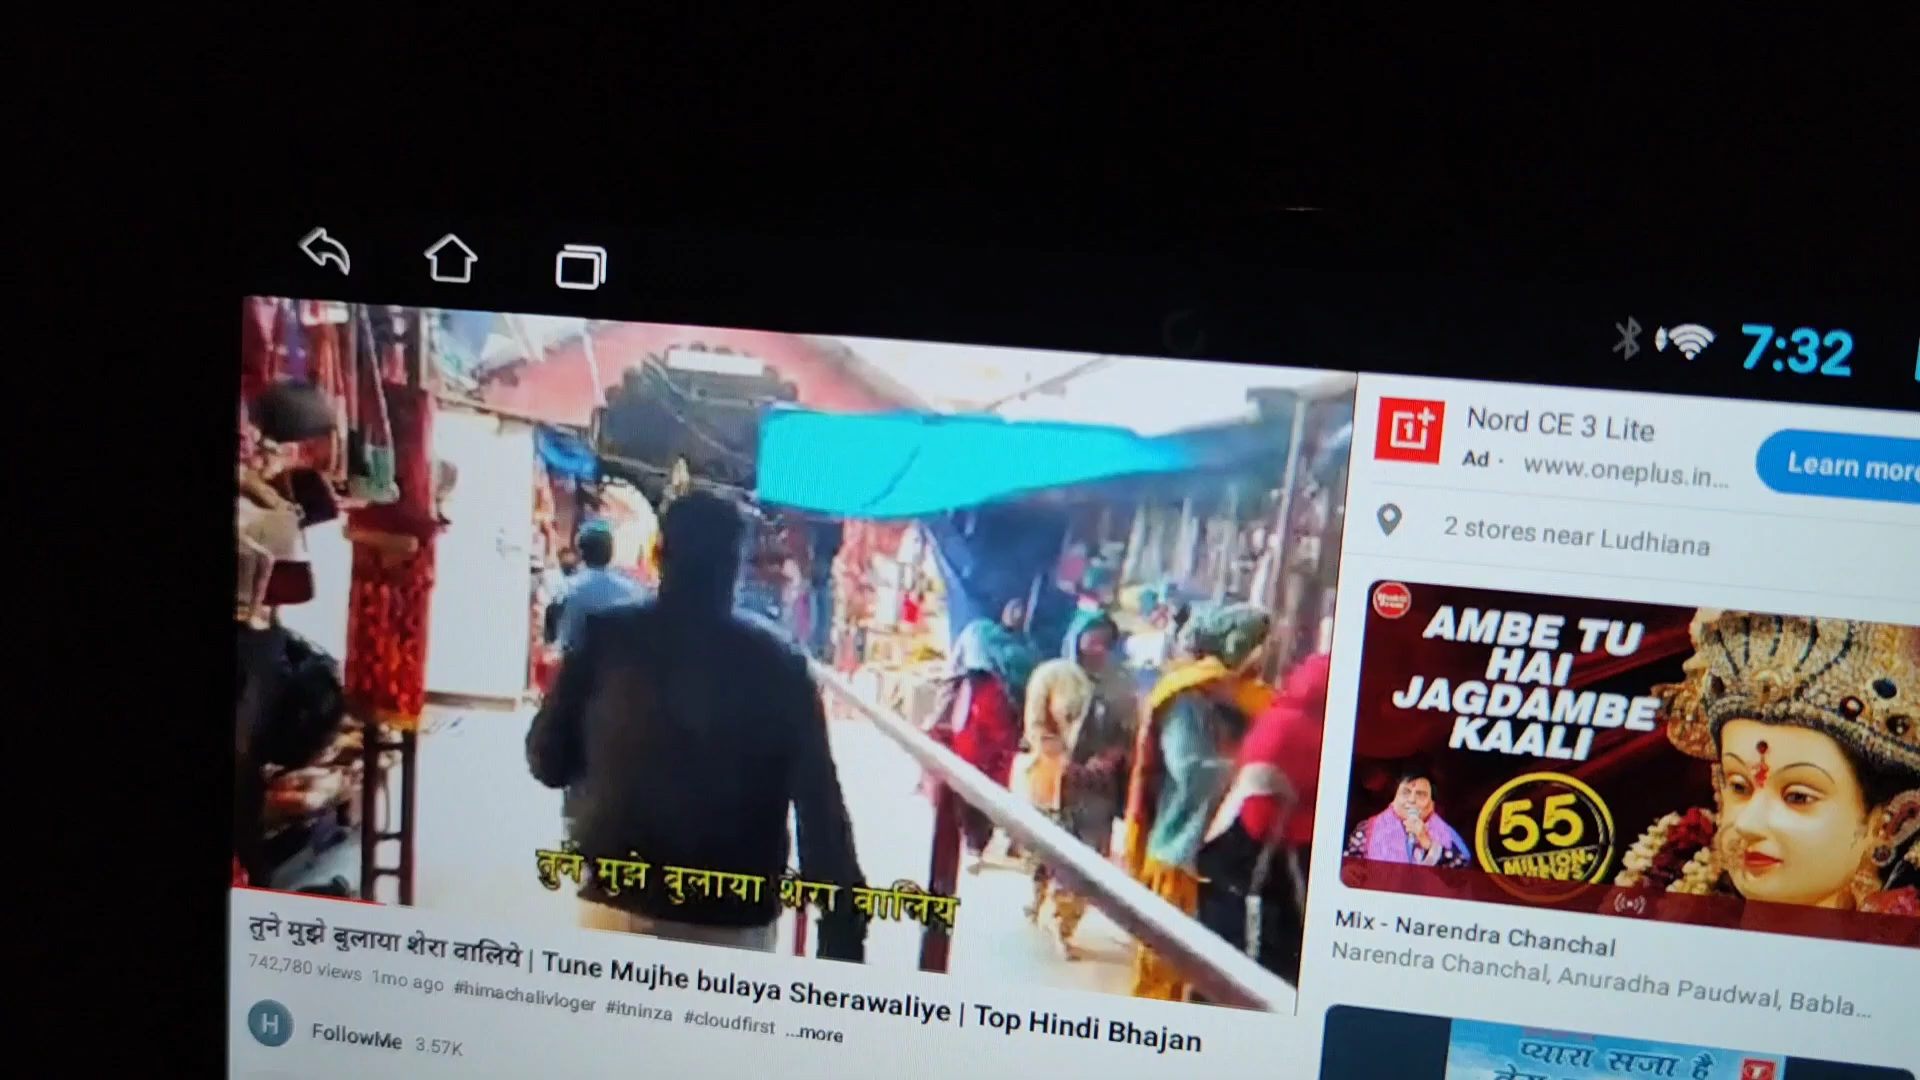 7:32
Nord CE 3 Lite
Ad · www.oneplus.in...
Learn more
2 stores near Ludhiana
AMBE TU
HAI
JAGDAMBE
KAALI
55
MILLION+
Mix - Narendra Chanchal
Narendra Chanchal, Anuradha Paudwal, Babla...
प्यारा सजा है
तुने मुझे बुलाया शेरा वालिये
तुने मुझे बुलाया शेरा वालिये | Tune Mujhe bulaya Sherawaliye | Top Hindi Bhajan
742,780 views 1mo ago #himachalivloger #itninza #cloudfirst ...more
H
FollowMe 3.57K